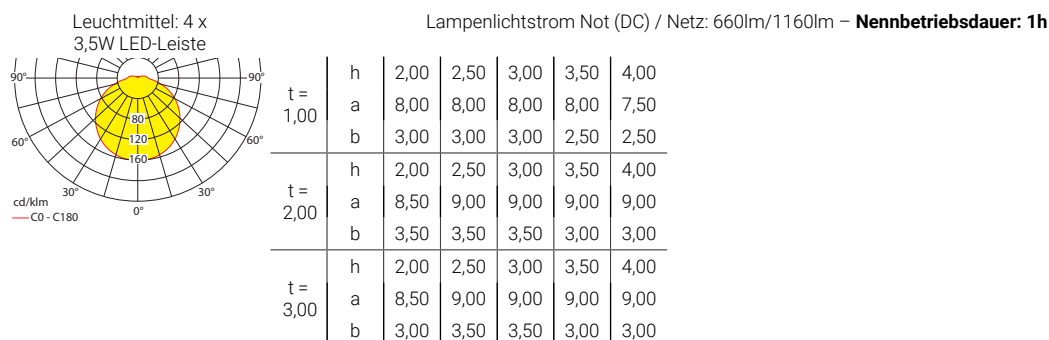 Leuchtmittel: 4 x
3,5W LED-Leiste
Lampenlichtstrom Not (DC) / Netz: 660lm/1160lm – Nennbetriebsdauer: 1h
90° 90°
80
120
60° 60°
160
30° 30°
0°
cd/klm
C0 - C180
t = 1,00
h 2,00 2,50 3,00 3,50 4,00
a 8,00 8,00 8,00 8,00 7,50
b 3,00 3,00 3,00 2,50 2,50
t = 2,00
h 2,00 2,50 3,00 3,50 4,00
a 8,50 9,00 9,00 9,00 9,00
b 3,50 3,50 3,50 3,00 3,00
t = 3,00
h 2,00 2,50 3,00 3,50 4,00
a 8,50 9,00 9,00 9,00 9,00
b 3,00 3,50 3,50 3,00 3,00